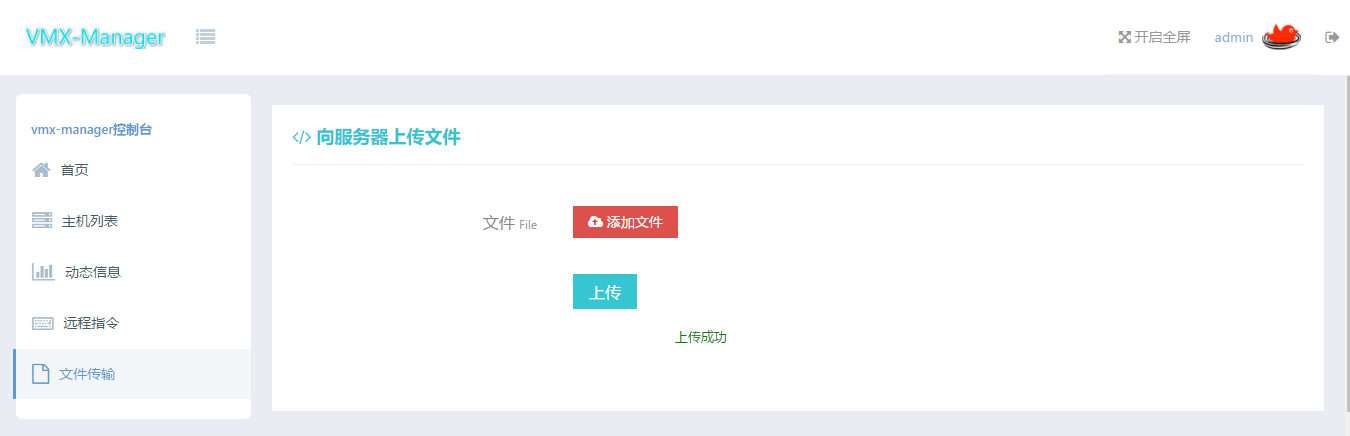 VMX-Manager
开启全屏 admin
vmx-manager控制台
首页
主机列表
动态信息
远程指令
文件传输
向服务器上传文件
文件 File
添加文件
上传
上传成功